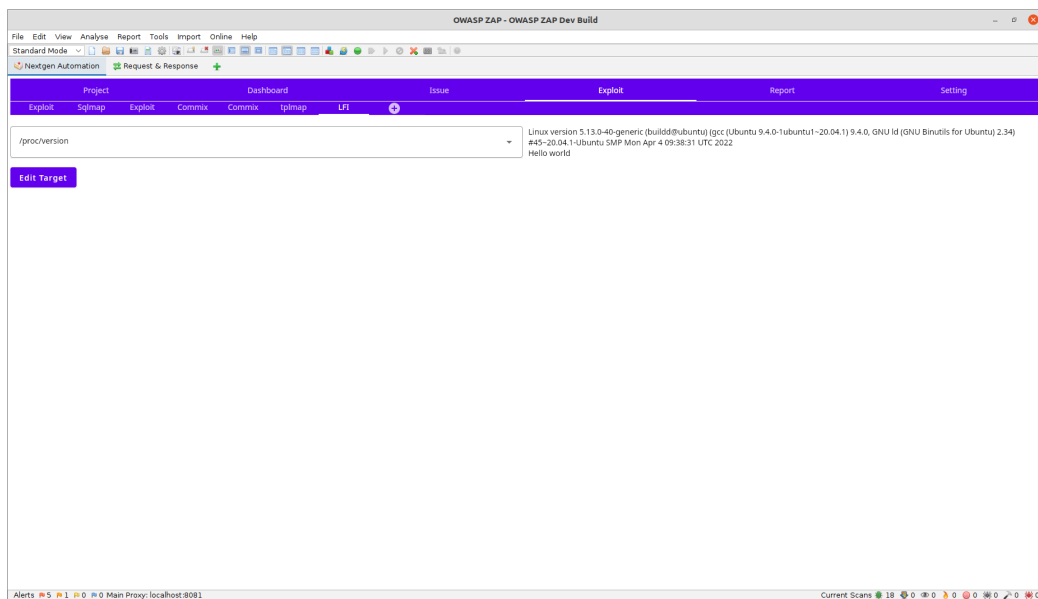 OWASP ZAP - OWASP ZAP Dev Build
File Edit View Analyse Report Tools Import Online Help
Standard Mode
Nextgen Automation Request & Response
Project Dashboard Issue Exploit Report Setting
Exploit Sqlmap Exploit Commix Commix tplmap LFI
/proc/version
Linux version 5.13.0-40-generic (buildd@ubuntu) (gcc (Ubuntu 9.4.0-1ubuntu1~20.04.1) 9.4.0, GNU ld (GNU Binutils for Ubuntu) 2.34)
#45~20.04.1-Ubuntu SMP Mon Apr 4 09:38:31 UTC 2022
Hello world
Edit Target
Alerts 5 1 0 0 Main Proxy: localhost:8081 Current Scans 18 0 0 0 0 0 0 0